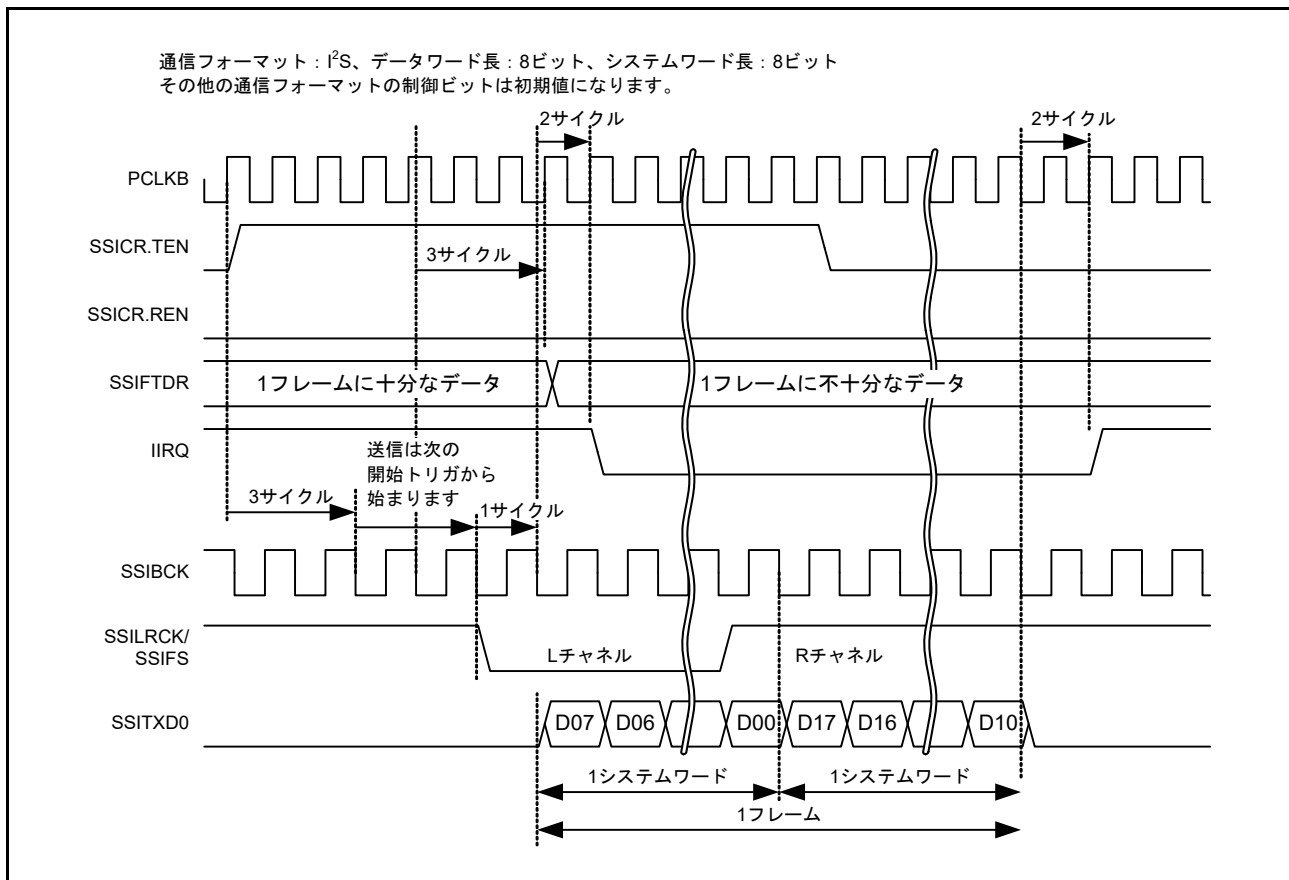 通信フォーマット：I²S、データワード長：8ビット、システムワード長：8ビット
その他の通信フォーマットの制御ビットは初期値になります。
2サイクル
2サイクル
PCLKB
SSICR.TEN
3サイクル
SSICR.REN
SSIFTDR
1フレームに十分なデータ
1フレームに不十分なデータ
IIRQ
送信は次の
開始トリガから
始まります
3サイクル
1サイクル
SSIBCK
SSILRCK/
SSIFS
Lチャネル
Rチャネル
SSITXD0
D07
D06
D00
D17
D16
D10
1システムワード
1システムワード
1フレーム